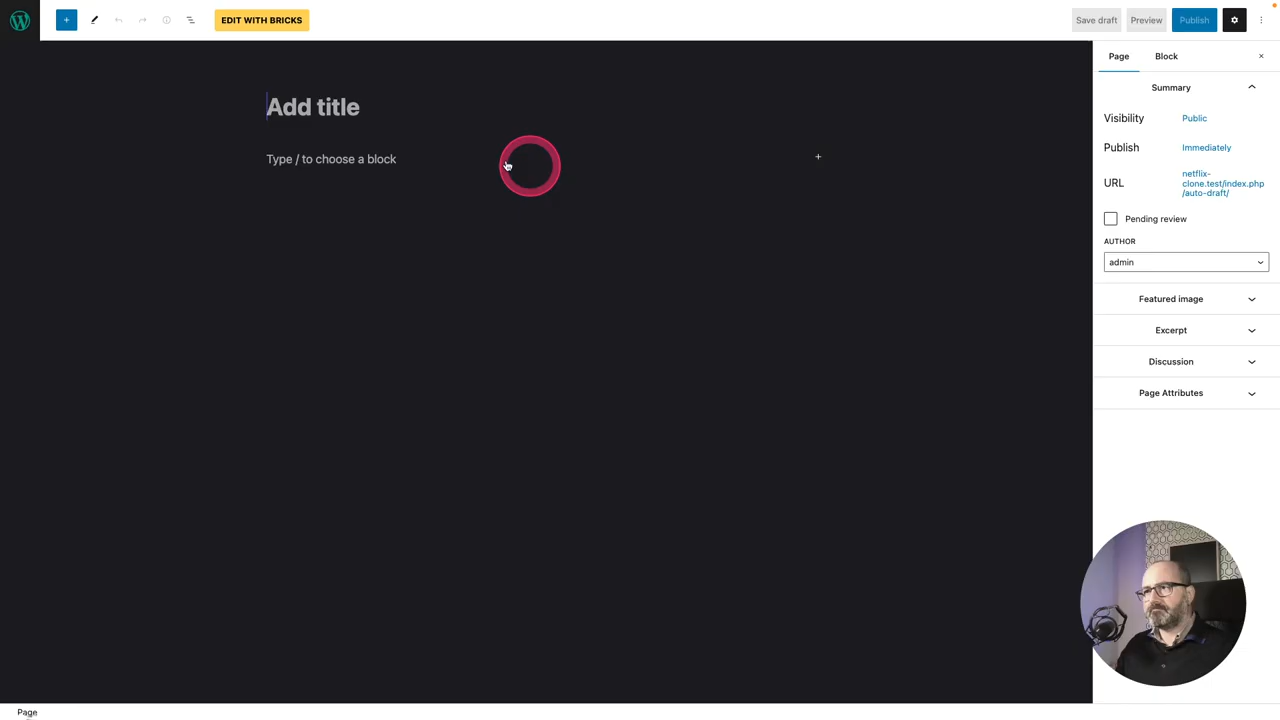 EDIT WITH BRICKS
Save draft
Preview
Publish
Add title
Type / to choose a block
Page
Block
Summary
Visibility
Public
Publish
Immediately
URL
netflix-
clone.test/index.php
/auto-draft/
Pending review
AUTHOR
admin
Featured image
Excerpt
Discussion
Page Attributes
Page